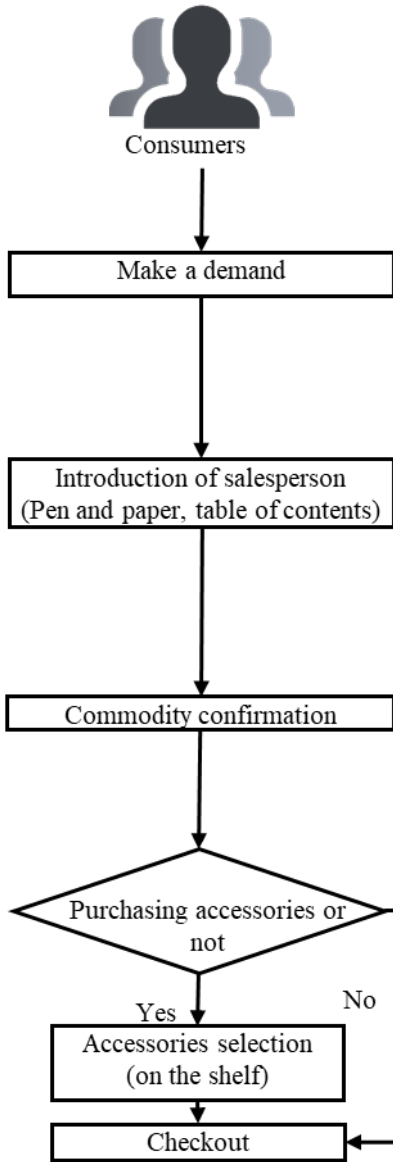 Consumers
Make a demand
Introduction of salesperson
(Pen and paper, table of contents)
Commodity confirmation
Purchasing accessories or
not
Yes
No
Accessories selection
(on the shelf)
Checkout